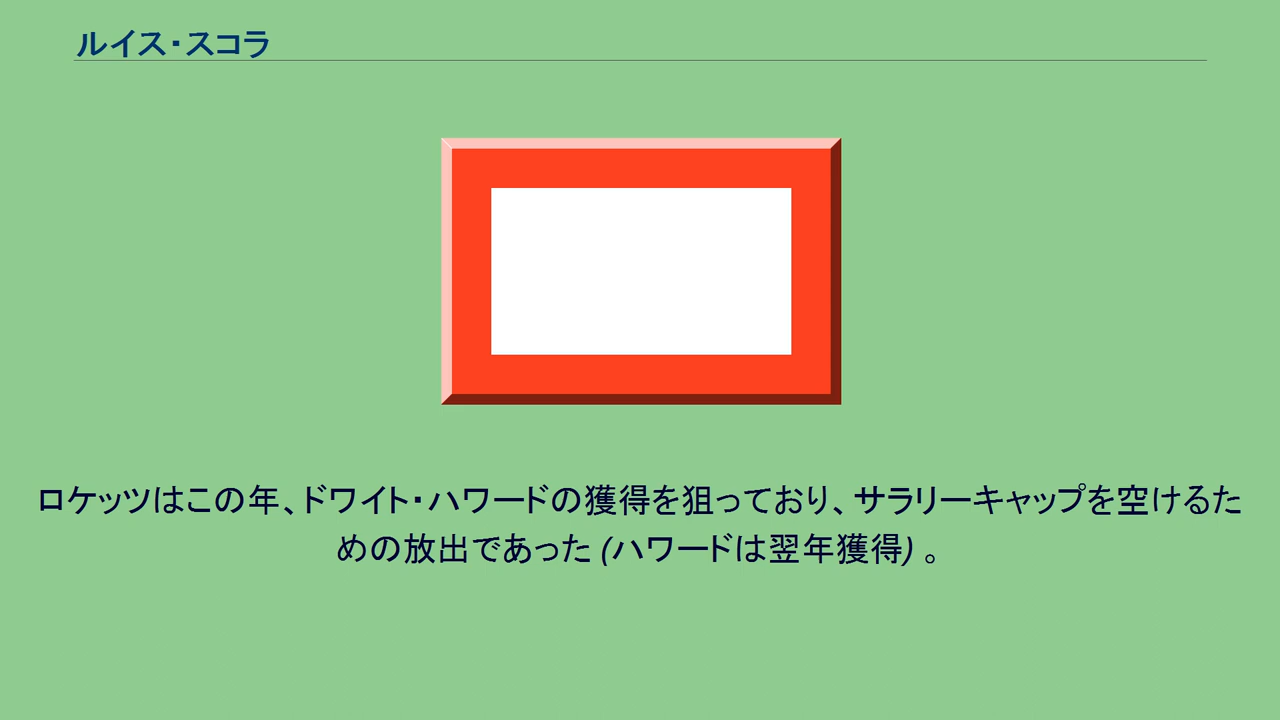 ルイス・スコラ
ロケッツはこの年、ドワイト・ハワードの獲得を狙っており、サラリーキャップを空けるた
めの放出であった (ハワードは翌年獲得) 。